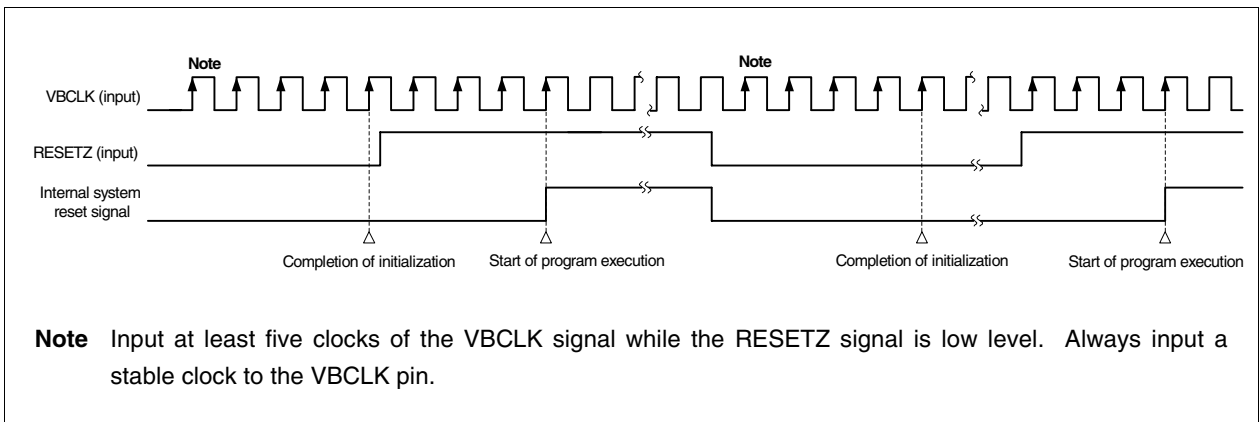 Note Note
VBCLK (input)
RESETZ (input)
Internal system
reset signal
Completion of initialization Start of program execution Completion of initialization Start of program execution
Note Input at least five clocks of the VBCLK signal while the RESETZ signal is low level. Always input a
stable clock to the VBCLK pin.